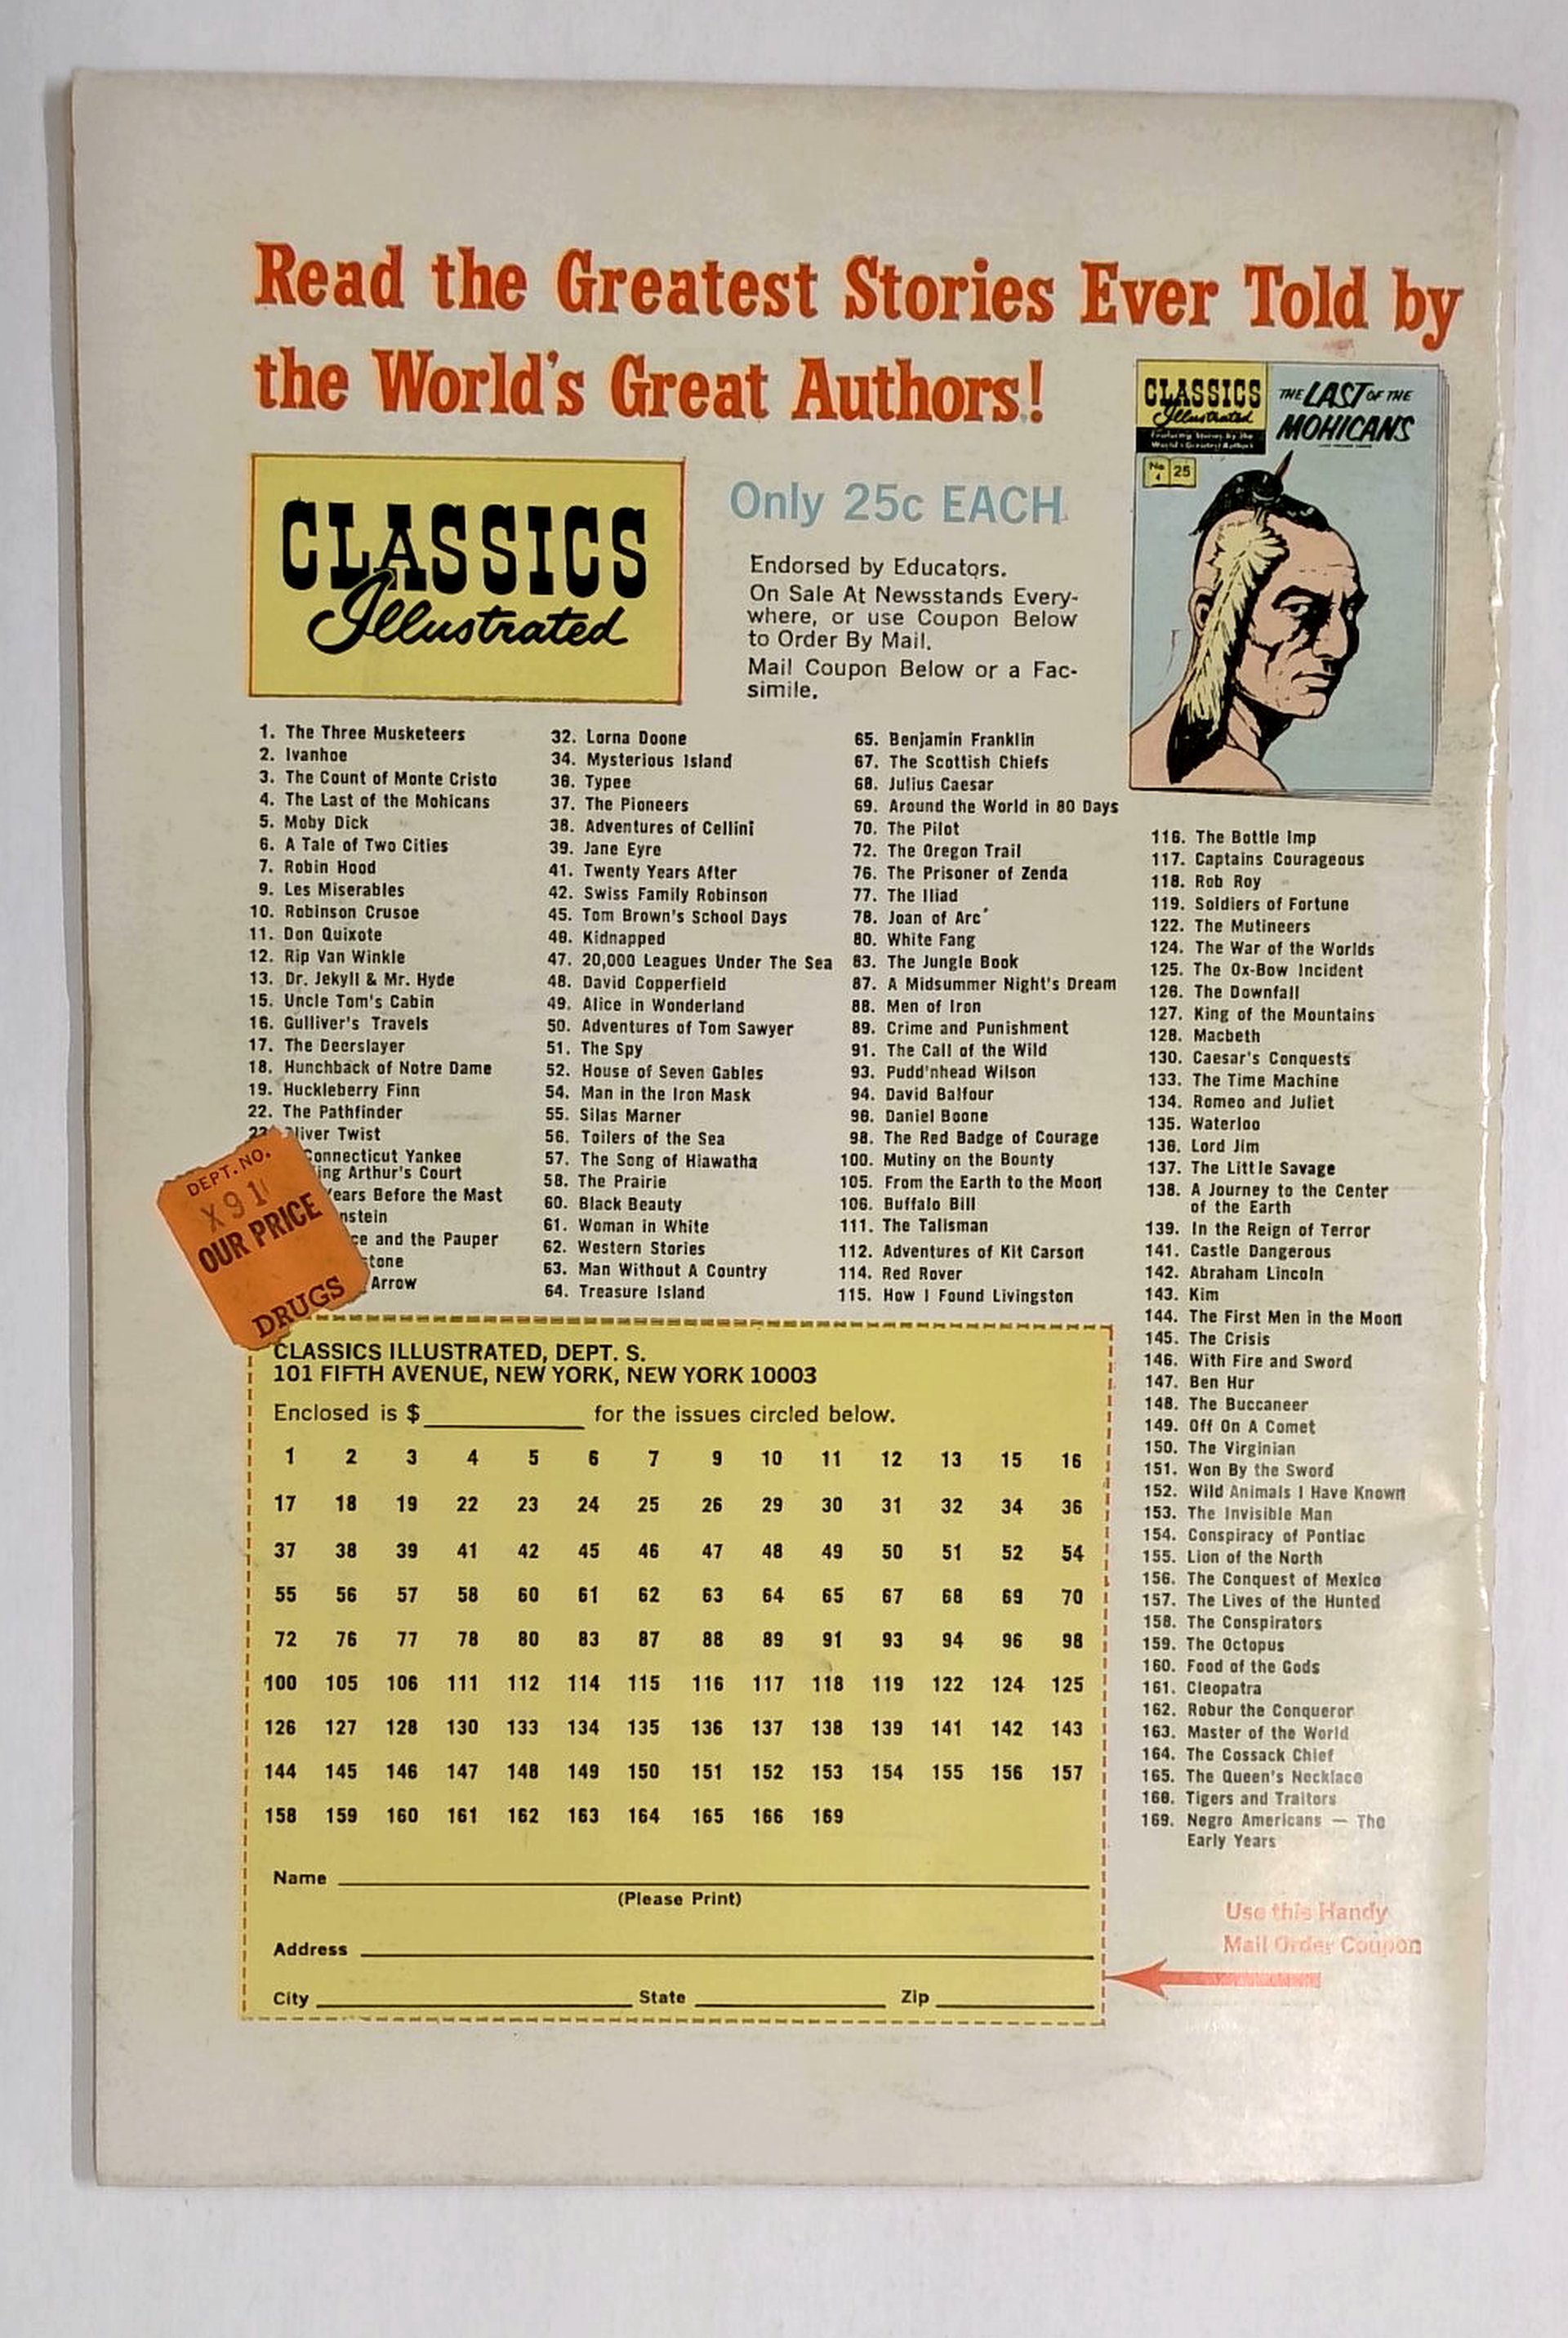 Read the Greatest Stories Ever Told by
the World's Great Authors!
CLASSICS
Illustrated
Only 25c EACH
Endorsed by Educators.
On Sale At Newsstands Every-
where, or use Coupon Below
to Order By Mail.
Mail Coupon Below or a Fac-
simile.
CLASSICS
Illustrated
Featuring Stories by the
World's Greatest Authors
THE LAST OF THE
MOHICANS
No 4 25
1. The Three Musketeers
2. Ivanhoe
3. The Count of Monte Cristo
4. The Last of the Mohicans
5. Moby Dick
6. A Tale of Two Cities
7. Robin Hood
9. Les Miserables
10. Robinson Crusoe
11. Don Quixote
12. Rip Van Winkle
13. Dr. Jekyll & Mr. Hyde
15. Uncle Tom's Cabin
16. Gulliver's Travels
17. The Deerslayer
18. Hunchback of Notre Dame
19. Huckleberry Finn
22. The Pathfinder
23. liver Twist
Connecticut Yankee
ing Arthur's Court
Years Before the Mast
nstein
ce and the Pauper
stone
Arrow
DEPT. NO.
X91
OUR PRICE
DRUGS
32. Lorna Doone
34. Mysterious Island
36. Typee
37. The Pioneers
38. Adventures of Cellini
39. Jane Eyre
41. Twenty Years After
42. Swiss Family Robinson
45. Tom Brown's School Days
46. Kidnapped
47. 20,000 Leagues Under The Sea
48. David Copperfield
49. Alice in Wonderland
50. Adventures of Tom Sawyer
51. The Spy
52. House of Seven Gables
54. Man in the Iron Mask
55. Silas Marner
56. Toilers of the Sea
57. The Song of Hiawatha
58. The Prairie
60. Black Beauty
61. Woman in White
62. Western Stories
63. Man Without A Country
64. Treasure Island
65. Benjamin Franklin
67. The Scottish Chiefs
68. Julius Caesar
69. Around the World in 80 Days
70. The Pilot
72. The Oregon Trail
76. The Prisoner of Zenda
77. The Iliad
78. Joan of Arc
80. White Fang
83. The Jungle Book
87. A Midsummer Night's Dream
88. Men of Iron
89. Crime and Punishment
91. The Call of the Wild
93. Pudd'nhead Wilson
94. David Balfour
96. Daniel Boone
98. The Red Badge of Courage
100. Mutiny on the Bounty
105. From the Earth to the Moon
106. Buffalo Bill
111. The Talisman
112. Adventures of Kit Carson
114. Red Rover
115. How I Found Livingston
116. The Bottle Imp
117. Captains Courageous
118. Rob Roy
119. Soldiers of Fortune
122. The Mutineers
124. The War of the Worlds
125. The Ox-Bow Incident
126. The Downfall
127. King of the Mountains
128. Macbeth
130. Caesar's Conquests
133. The Time Machine
134. Romeo and Juliet
135. Waterloo
136. Lord Jim
137. The Little Savage
138. A Journey to the Center
of the Earth
139. In the Reign of Terror
141. Castle Dangerous
142. Abraham Lincoln
143. Kim
144. The First Men in the Moon
145. The Crisis
146. With Fire and Sword
147. Ben Hur
148. The Buccaneer
149. Off On A Comet
150. The Virginian
151. Won By the Sword
152. Wild Animals I Have Known
153. The Invisible Man
154. Conspiracy of Pontiac
155. Lion of the North
156. The Conquest of Mexico
157. The Lives of the Hunted
158. The Conspirators
159. The Octopus
160. Food of the Gods
161. Cleopatra
162. Robur the Conqueror
163. Master of the World
164. The Cossack Chief
165. The Queen's Necklace
166. Tigers and Traitors
169. Negro Americans — The
Early Years
CLASSICS ILLUSTRATED, DEPT. S.
101 FIFTH AVENUE, NEW YORK, NEW YORK 10003
Enclosed is $ for the issues circled below.
1 2 3 4 5 6 7 9 10 11 12 13 15 16
17 18 19 22 23 24 25 26 29 30 31 32 34 36
37 38 39 41 42 45 46 47 48 49 50 51 52 54
55 56 57 58 60 61 62 63 64 65 67 68 69 70
72 76 77 78 80 83 87 88 89 91 93 94 96 98
100 105 106 111 112 114 115 116 117 118 119 122 124 125
126 127 128 130 133 134 135 136 137 138 139 141 142 143
144 145 146 147 148 149 150 151 152 153 154 155 156 157
158 159 160 161 162 163 164 165 166 169
Name
(Please Print)
Address
City State Zip
Use this Handy
Mail Order Coupon